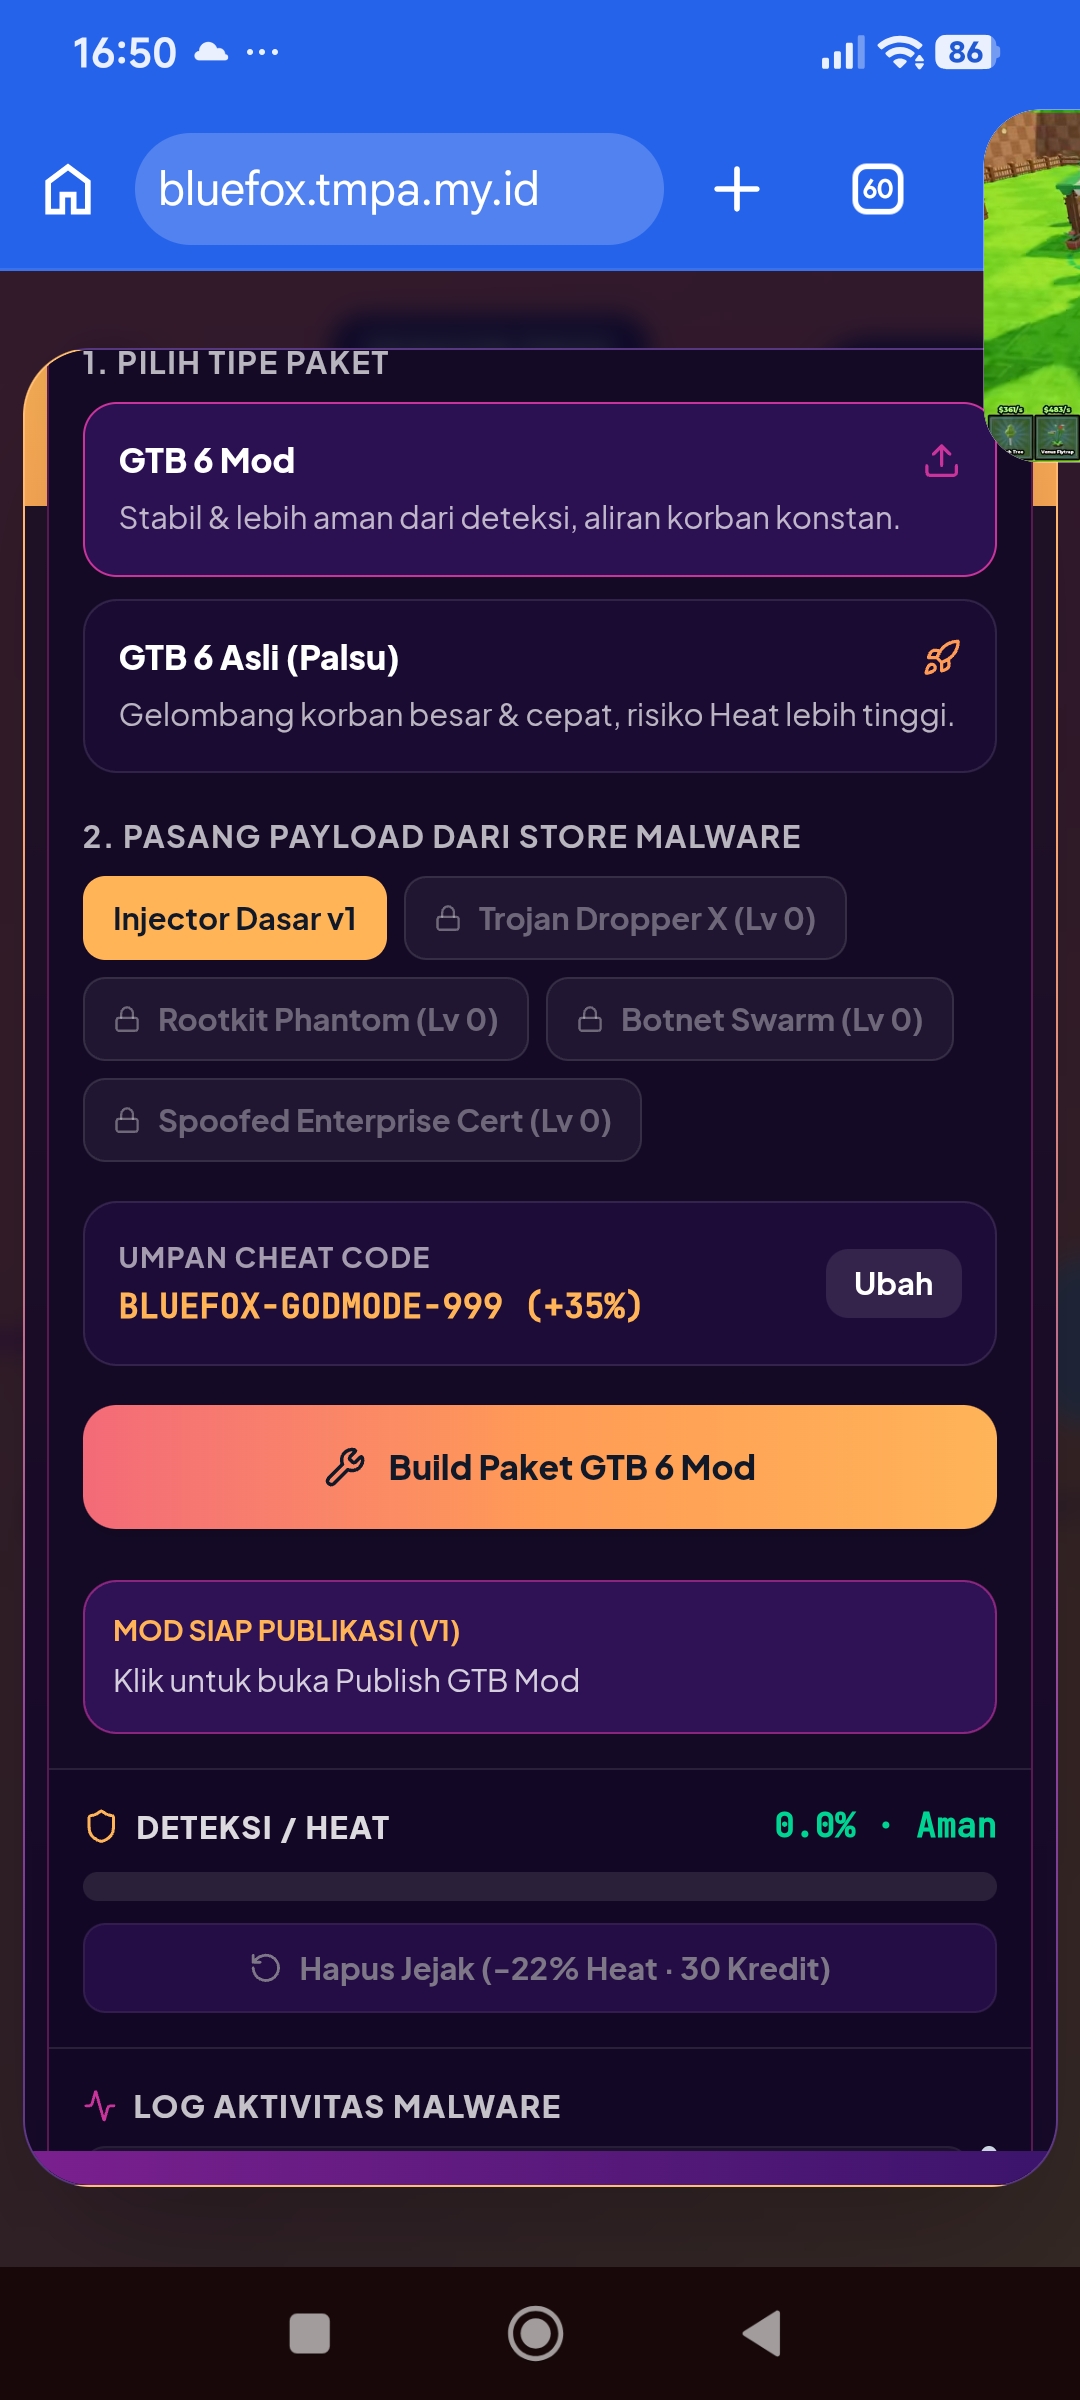 16:50
86
bluefox.tmpa.my.id
60
1. PILIH TIPE PAKET
$361/s $483/s
Venus Flytrap
GTB 6 Mod
Stabil & lebih aman dari deteksi, aliran korban konstan.
GTB 6 Asli (Palsu)
Gelombang korban besar & cepat, risiko Heat lebih tinggi.
2. PASANG PAYLOAD DARI STORE MALWARE
Injector Dasar v1
Trojan Dropper X (Lv 0)
Rootkit Phantom (Lv 0)
Botnet Swarm (Lv 0)
Spoofed Enterprise Cert (Lv 0)
UMPAN CHEAT CODE
BLUEFOX-GODMODE-999 (+35%)
Ubah
Build Paket GTB 6 Mod
MOD SIAP PUBLIKASI (V1)
Klik untuk buka Publish GTB Mod
DETEKSI / HEAT
0.0% · Aman
Hapus Jejak (-22% Heat · 30 Kredit)
LOG AKTIVITAS MALWARE